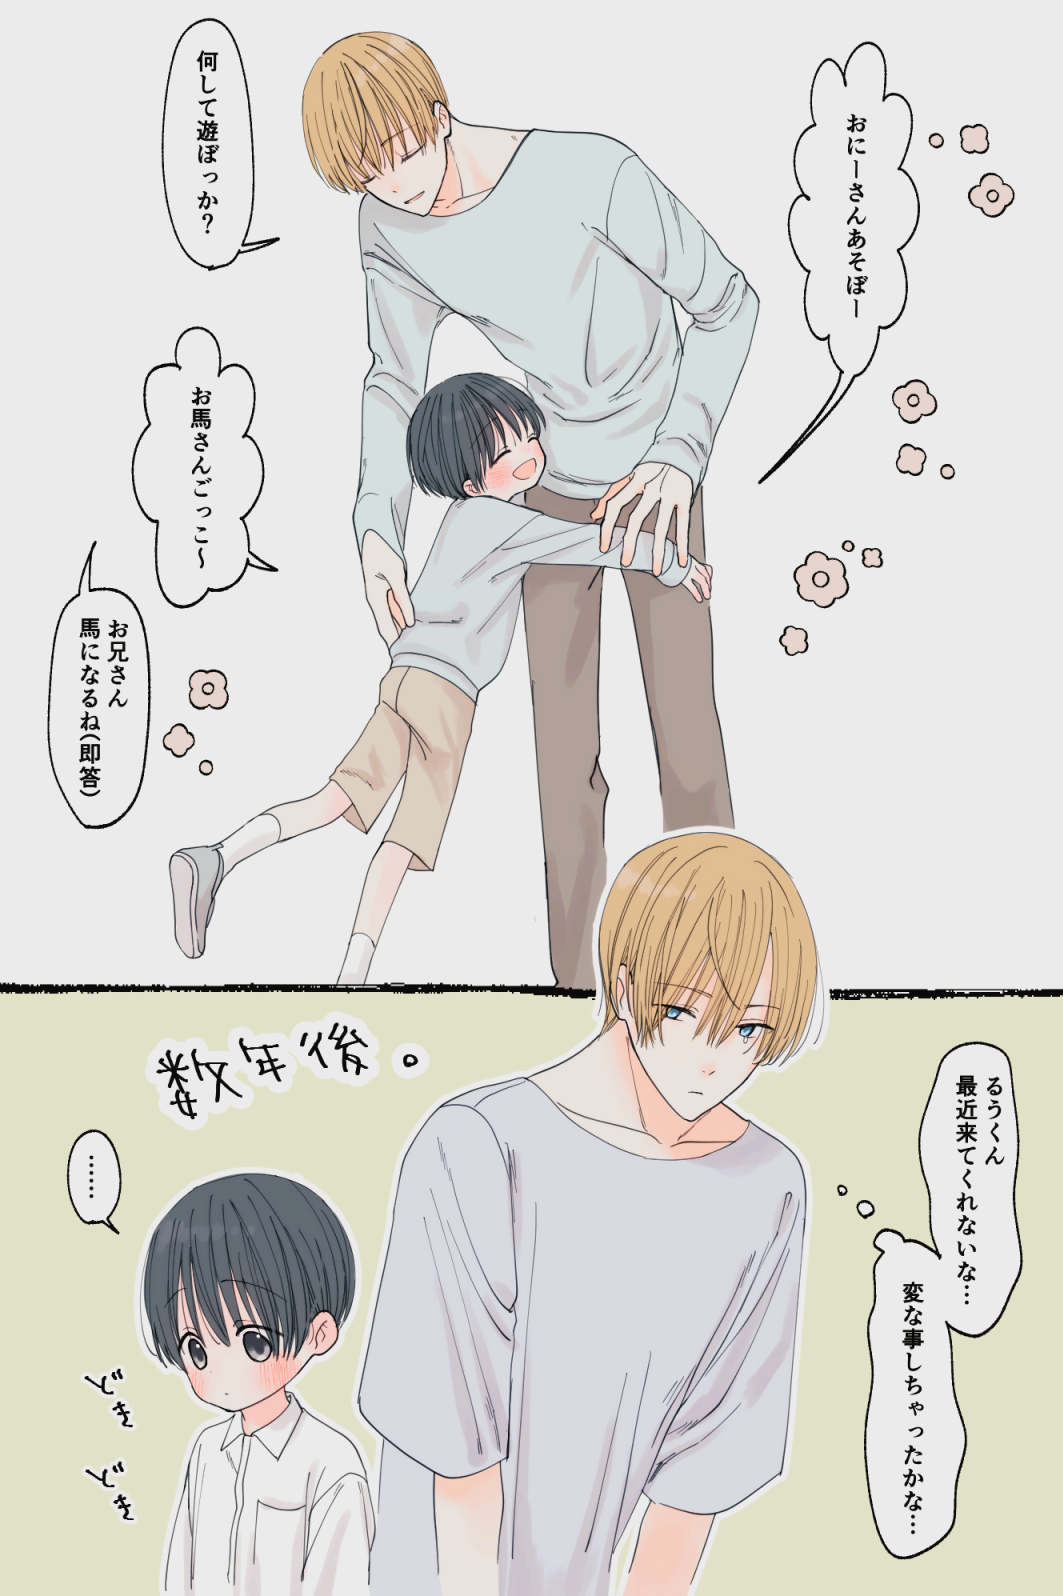 おにーさんあそぼー
何して遊ぼっか?
お馬さんごっこ~
お兄さん
馬になるね(即答)
数年後。
るうくん
最近来てくれないな…
変な事しちゃったかな…
……
どき
どき